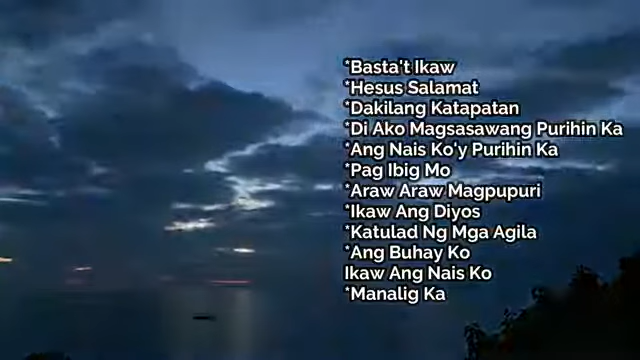 *Basta't Ikaw
*Hesus Salamat
*Dakilang Katapatan
*Di Ako Magsasawang Purihin Ka
*Ang Nais Ko'y Purihin Ka
*Pag Ibig Mo
*Araw Araw Magpupuri
*Ikaw Ang Diyos
*Katulad Ng Mga Agila
*Ang Buhay Ko
Ikaw Ang Nais Ko
*Manalig Ka